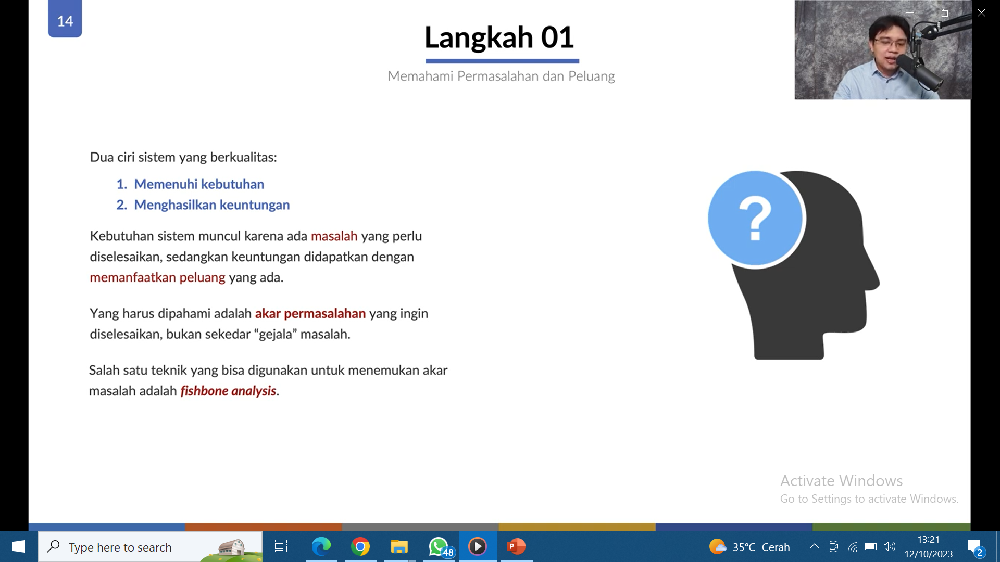 14
Langkah 01
Memahami Permasalahan dan Peluang
Dua ciri sistem yang berkualitas:
1. Memenuhi kebutuhan
2. Menghasilkan keuntungan
Kebutuhan sistem muncul karena ada masalah yang perlu
diselesaikan, sedangkan keuntungan didapatkan dengan
memanfaatkan peluang yang ada.
Yang harus dipahami adalah akar permasalahan yang ingin
diselesaikan, bukan sekedar “gejala” masalah.
Salah satu teknik yang bisa digunakan untuk menemukan akar
masalah adalah fishbone analysis.
?
Activate Windows
Go to Settings to activate Windows.
Type here to search
48
P
35°C Cerah
13:21
12/10/2023
2